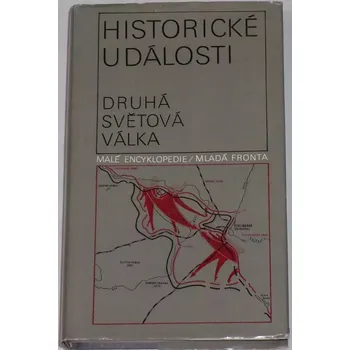 HISTORICKÉ
UDÁLOSTI
DRUHÁ
SVĚTOVÁ
VÁLKA
MALÉ ENCYKLOPEDIE/MLADÁ FRONTA